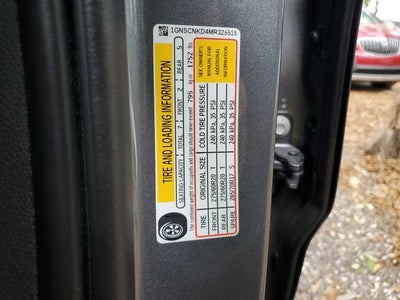 1GNSCNKD4MR325515
TIRE AND LOADING INFORMATION
SEATING CAPACITY TOTAL 7 FRONT 2 REAR 5
The combined weight of occupants and cargo should never exceed 795 kg or 1752 lbs
TIRE ORIGINAL SIZE COLD TIRE PRESSURE
FRONT 275/60R20 T 240 kPa, 35 PSI
REAR 275/60R20 T 240 kPa, 35 PSI
SPARE 265/70R17 S 240 kPa, 35 PSI
SEE OWNER'S
MANUAL FOR
ADDITIONAL
INFORMATION